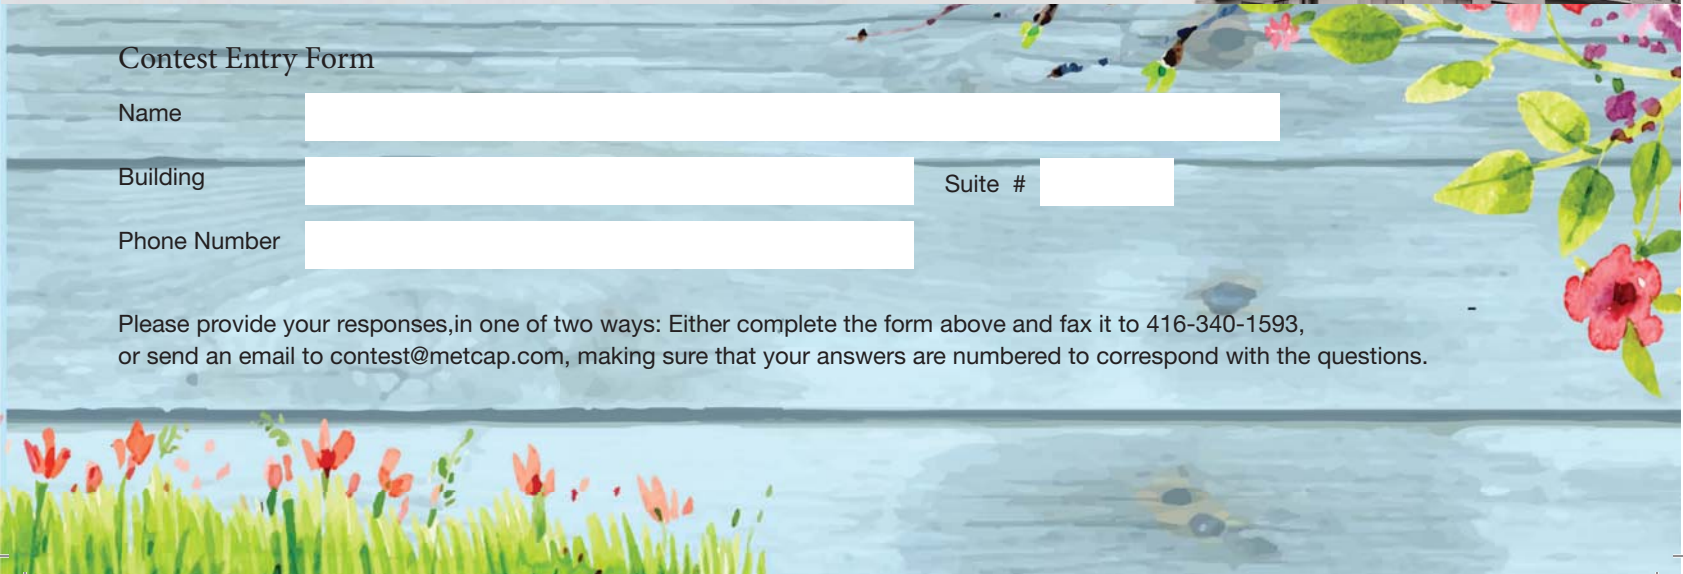 Contest Entry Form
Name
Building
Suite #
Phone Number
Please provide your responses,in one of two ways: Either complete the form above and fax it to 416-340-1593,
or send an email to contest@metcap.com, making sure that your answers are numbered to correspond with the questions.